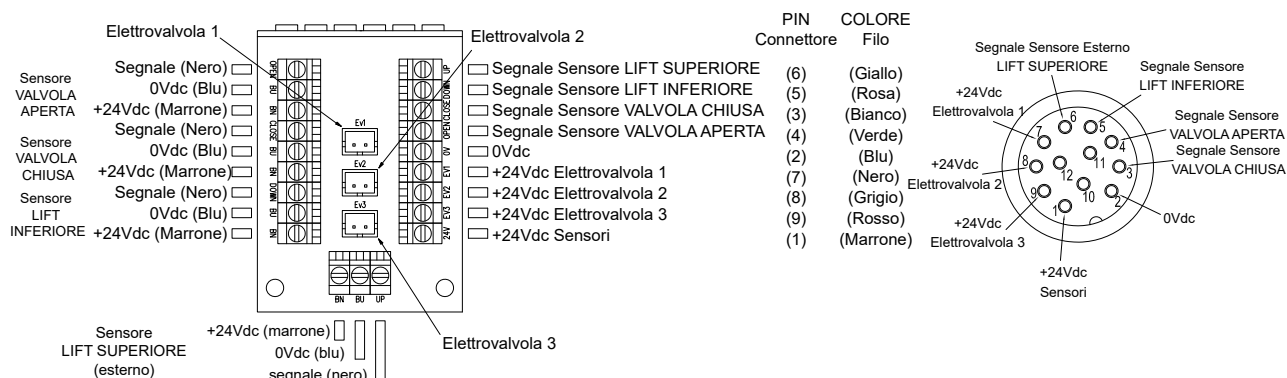 Elettrovalvola 1
Elettrovalvola 2
Sensore
VALVOLA
APERTA
Segnale (Nero)
0Vdc (Blu)
+24Vdc (Marrone)
Sensore
VALVOLA
CHIUSA
Segnale (Nero)
0Vdc (Blu)
+24Vdc (Marrone)
Sensore
LIFT
INFERIORE
Segnale (Nero)
0Vdc (Blu)
+24Vdc (Marrone)
OPEN
BU
BN
CLOSE
BU
BN
DOWN
BU
BN
Ev1
Ev2
Ev3
UP
DOWN
CLOSE
OPEN
0V
EV1
EV2
EV3
24V
BN BU UP
Segnale Sensore LIFT SUPERIORE
Segnale Sensore LIFT INFERIORE
Segnale Sensore VALVOLA CHIUSA
Segnale Sensore VALVOLA APERTA
0Vdc
+24Vdc Elettrovalvola 1
+24Vdc Elettrovalvola 2
+24Vdc Elettrovalvola 3
+24Vdc Sensori
Sensore
LIFT SUPERIORE
(esterno)
+24Vdc (marrone)
0Vdc (blu)
segnale (nero)
Elettrovalvola 3
PIN COLORE
Connettore Filo
(6) (Giallo)
(5) (Rosa)
(3) (Bianco)
(4) (Verde)
(2) (Blu)
(7) (Nero)
(8) (Grigio)
(9) (Rosso)
(1) (Marrone)
Segnale Sensore Esterno
LIFT SUPERIORE
Segnale Sensore
LIFT INFERIORE
+24Vdc
Elettrovalvola 1
Segnale Sensore
VALVOLA APERTA
Segnale Sensore
VALVOLA CHIUSA
+24Vdc
Elettrovalvola 2
+24Vdc
Elettrovalvola 3
0Vdc
+24Vdc
Sensori
6
5
7
4
11
8
12
3
9
10
2
1